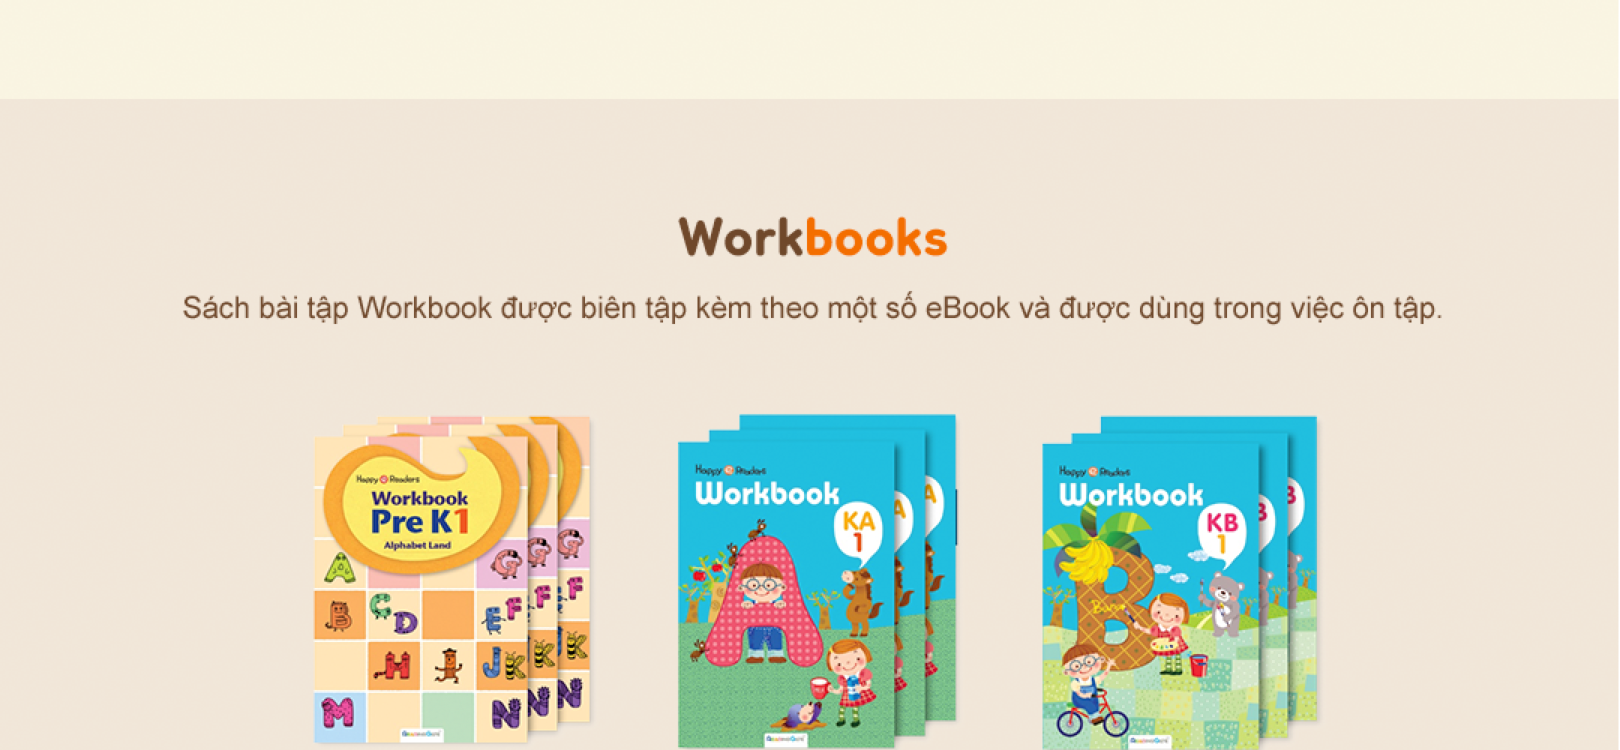 Workbooks
Sách bài tập Workbook được biên tập kèm theo một số eBook và được dùng trong việc ôn tập.
Happy Readers
Workbook
Pre K1
Alphabet Land
A
B C D E F G
H I J K
M N
Happy Readers
Workbook
KA
1
A
A
A
Happy Readers
Workbook
KB
1
B
B
B